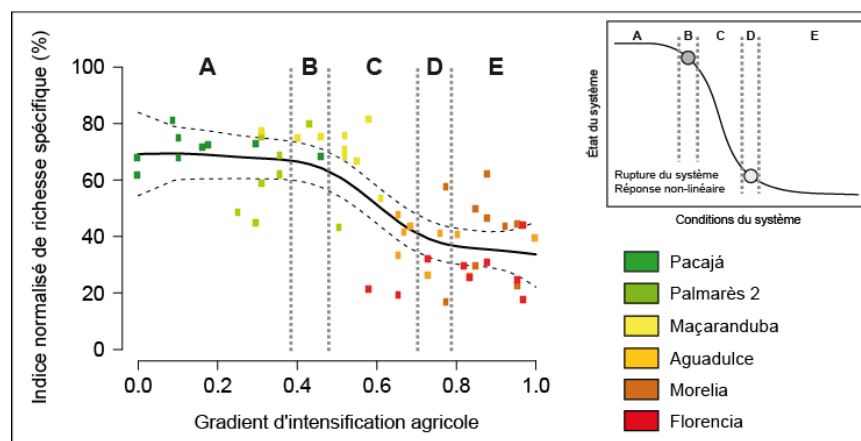 A B C D E
Indice normalisé de richesse spécifique (%)
100
80
60
40
20
0
0.0 0.2 0.4 0.6 0.8 1.0
Gradient d'intensification agricole
A B C D E
État du système
Rupture du système
Réponse non-linéaire
Conditions du système
Pacajá
Palmarès 2
Maçaranduba
Aguadulce
Morelia
Florencia